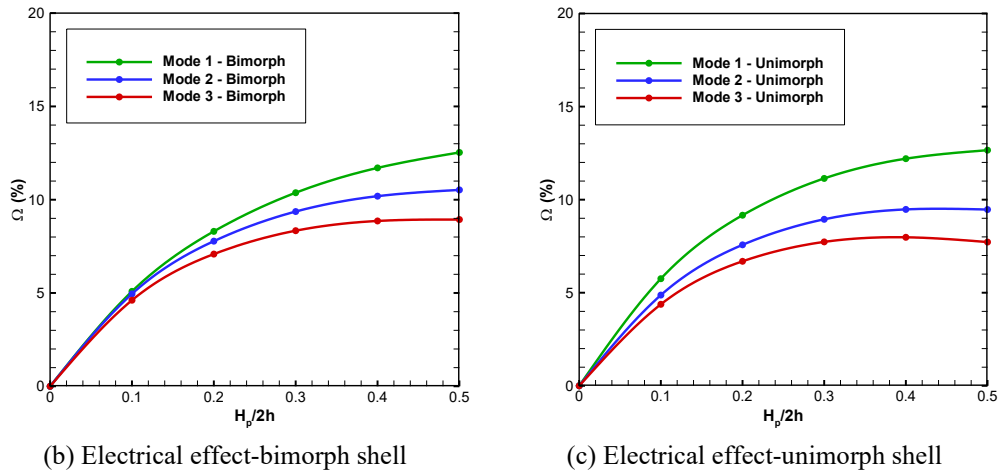 20
15
10
5
0
Ω (%)
Mode 1 - Bimorph
Mode 2 - Bimorph
Mode 3 - Bimorph
0 0.1 0.2 0.3 0.4 0.5
H_p/2h
(b) Electrical effect-bimorph shell
20
15
10
5
0
Ω (%)
Mode 1 - Unimorph
Mode 2 - Unimorph
Mode 3 - Unimorph
0 0.1 0.2 0.3 0.4 0.5
H_p/2h
(c) Electrical effect-unimorph shell